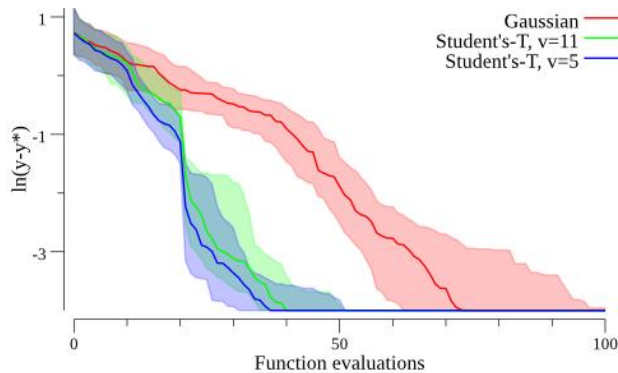 1
Gaussian
Student's-T, v=11
Student's-T, v=5
-1
ln(y-y*)
-3
0
50
100
Function evaluations